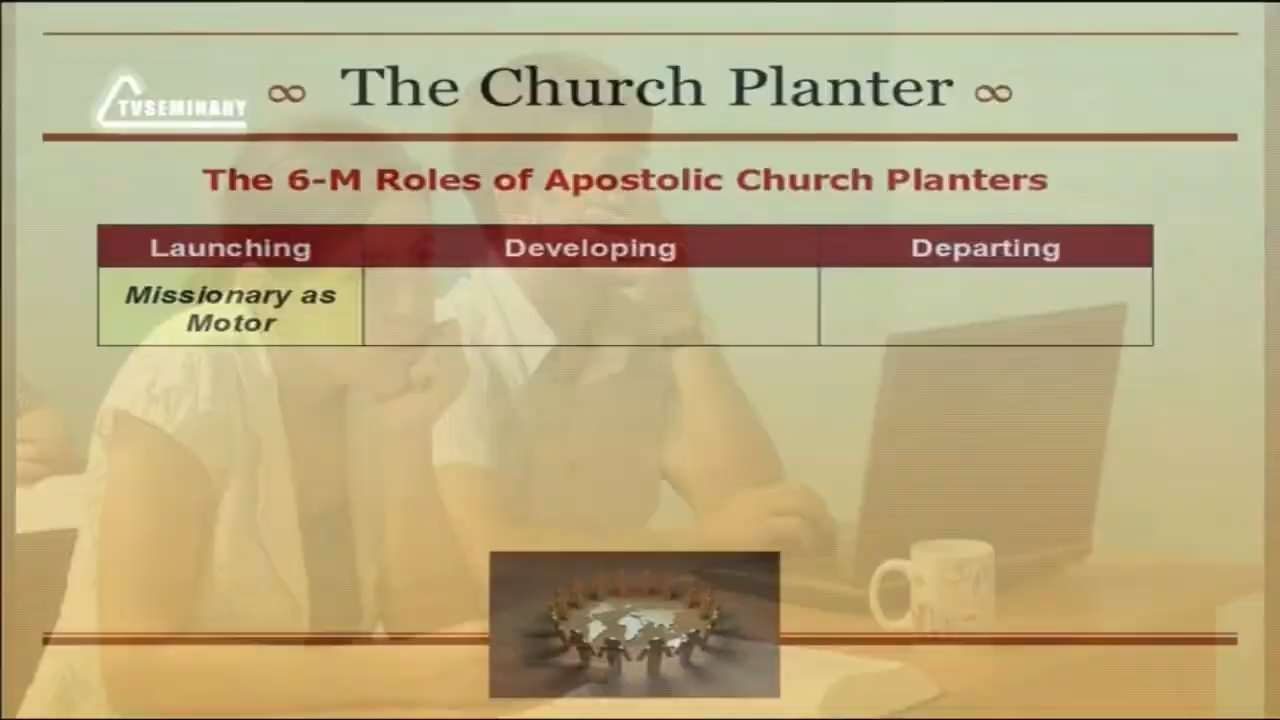 ∞ The Church Planter ∞
TVSEMINARY
The 6-M Roles of Apostolic Church Planters
Launching Developing Departing
Missionary as
Motor